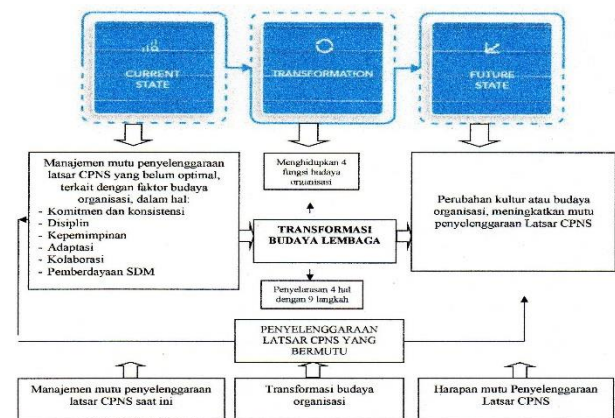 CURRENT
STATE
TRANSFORMATION
FUTURE
STATE
Manajemen mutu penyelenggaraan
latsar CPNS yang belum optimal,
terkait dengan faktor budaya
organisasi, dalam hal:
- Komitmen dan konsistensi
- Disiplin
- Kepemimpinan
- Adaptasi
- Kolaborasi
- Pemberdayaan SDM
Menghidupkan 4
fungsi budaya
organisasi
TRANSFORMASI
BUDAYA LEMBAGA
Penyelarasan 4 hal
dengan 9 langkah
Perubahan kultur atau budaya
organisasi, meningkatkan mutu
penyelenggaraan Latsar CPNS
PENYELENGGARAAN
LATSAR CPNS YANG
BERMUTU
Manajemen mutu penyelenggaraan
latsar CPNS saat ini
Transformasi budaya
organisasi
Harapan mutu Penyelenggaraan
Latsar CPNS